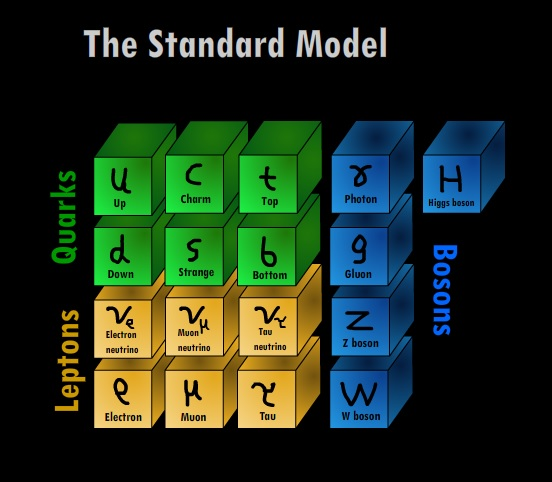 The Standard Model
Quarks
Leptons
Bosons
u
Up
c
Charm
t
Top
γ
Photon
H
Higgs boson
d
Down
s
Strange
b
Bottom
g
Gluon
νe
Electron
neutrino
νμ
Muon
neutrino
ντ
Tau
neutrino
Z
Z boson
e
Electron
μ
Muon
τ
Tau
W
W boson